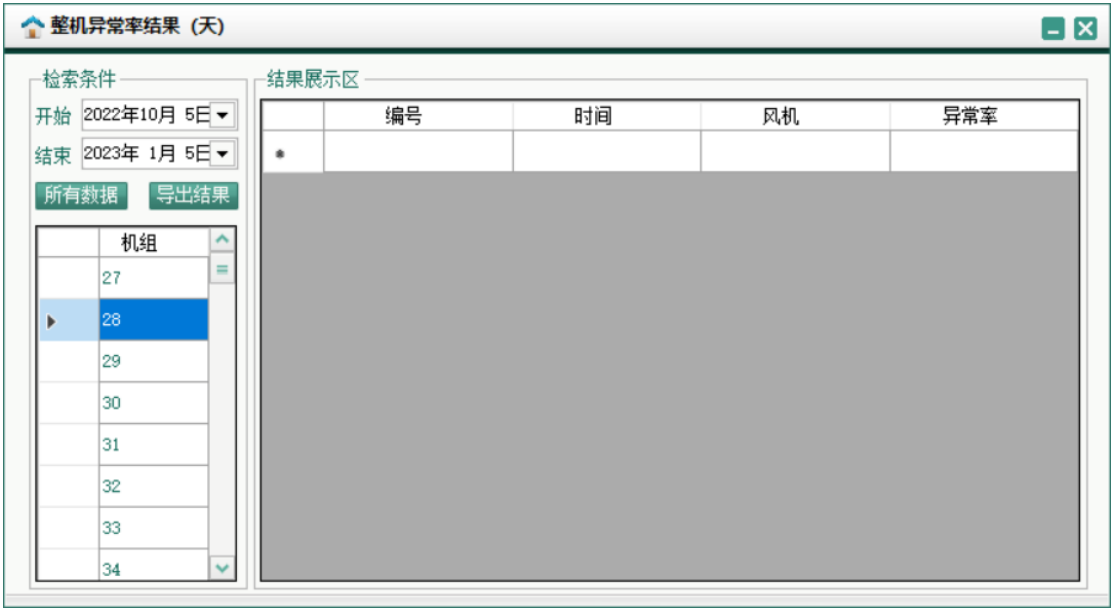 整机异常率结果 (天)
检索条件
开始 2022年10月 5日
结束 2023年 1月 5日
所有数据 导出结果
机组
27
28
29
30
31
32
33
34
结果展示区
编号 时间 风机 异常率